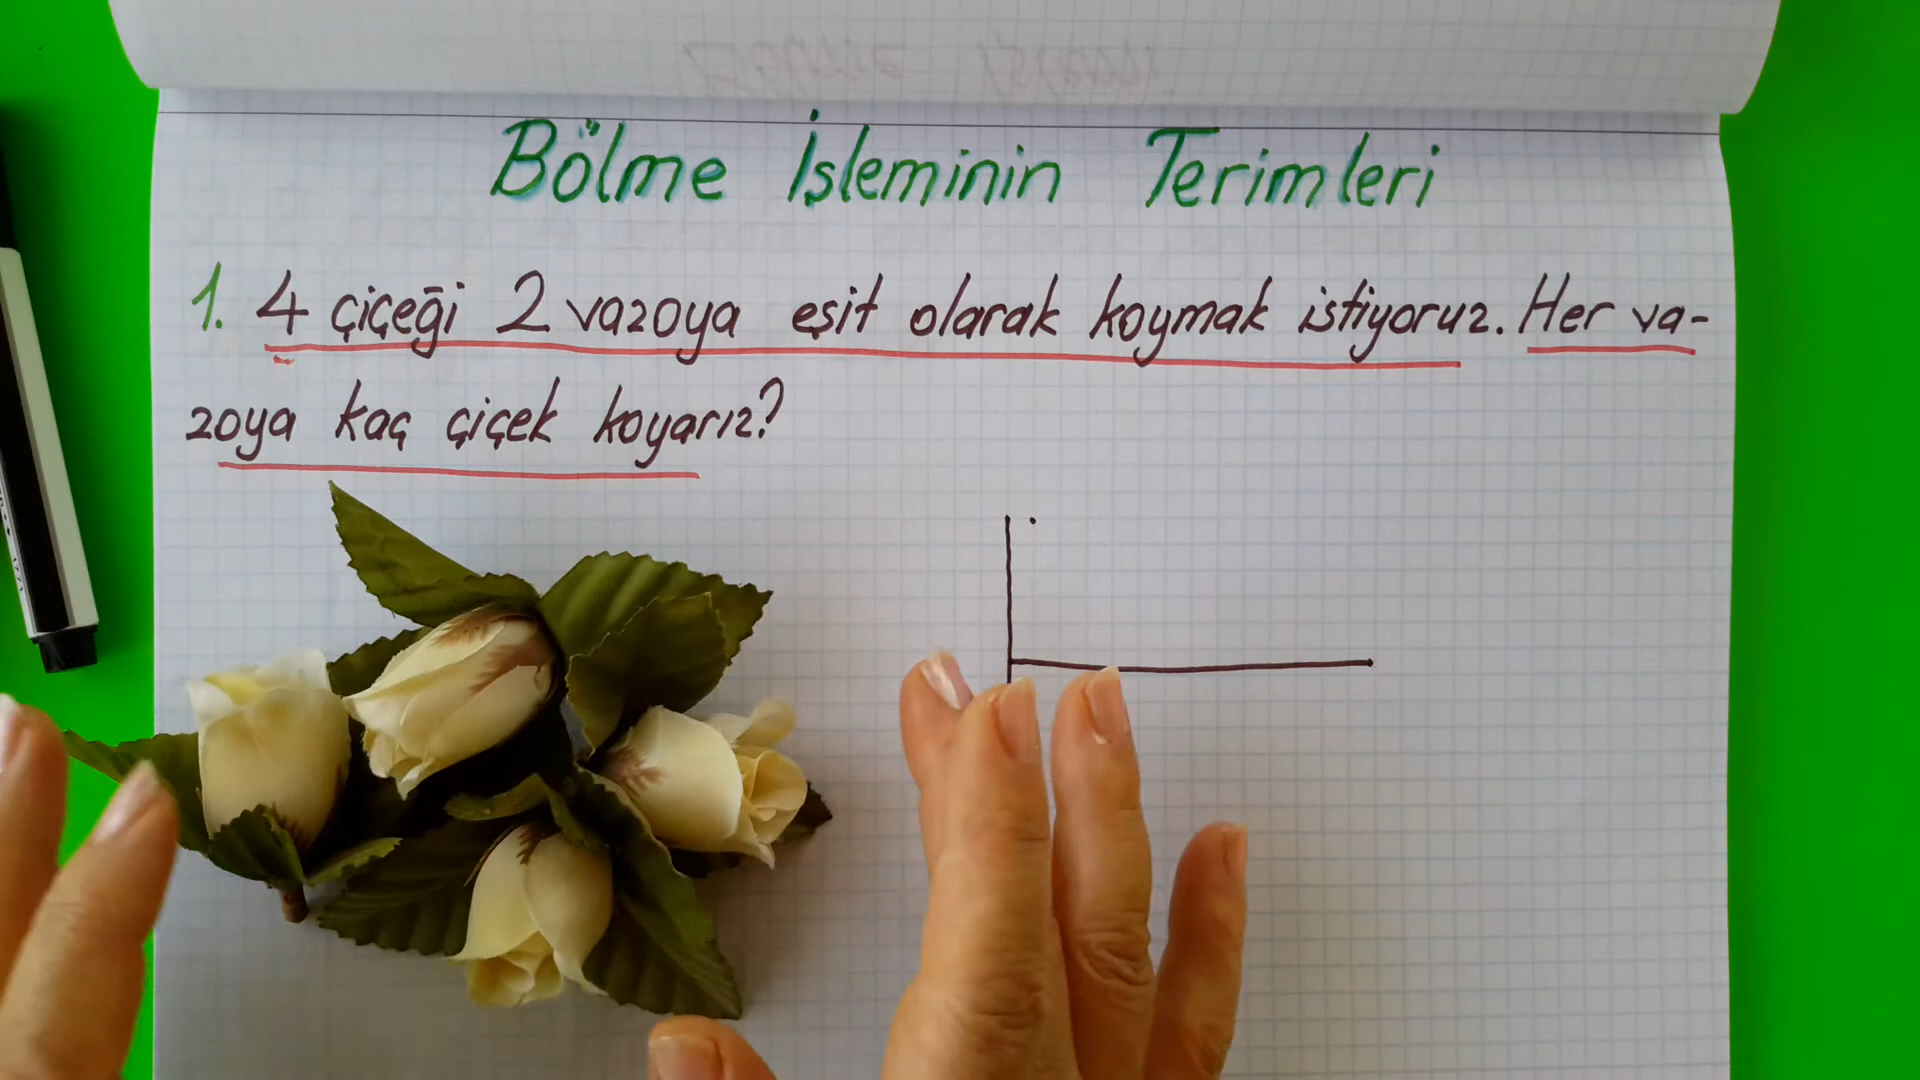 Bölme İşleminin Terimleri
1. 4 çiçeği 2 vazoya eşit olarak koymak istiyoruz. Her va-
zoya kaç çiçek koyarız?